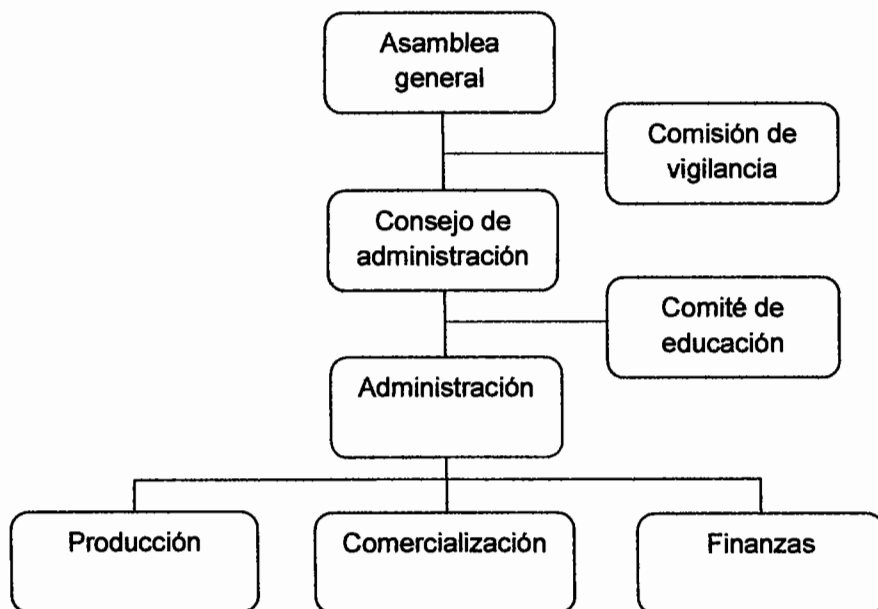 Asamblea
general
Comisión de
vigilancia
Consejo de
administración
Comité de
educación
Administración
Producción
Comercialización
Finanzas